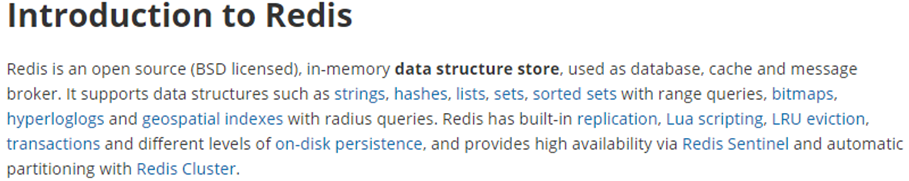 Introduction to Redis
Redis is an open source (BSD licensed), in-memory data structure store, used as database, cache and message
broker. It supports data structures such as strings, hashes, lists, sets, sorted sets with range queries, bitmaps,
hyperloglogs and geospatial indexes with radius queries. Redis has built-in replication, Lua scripting, LRU eviction,
transactions and different levels of on-disk persistence, and provides high availability via Redis Sentinel and automatic
partitioning with Redis Cluster.